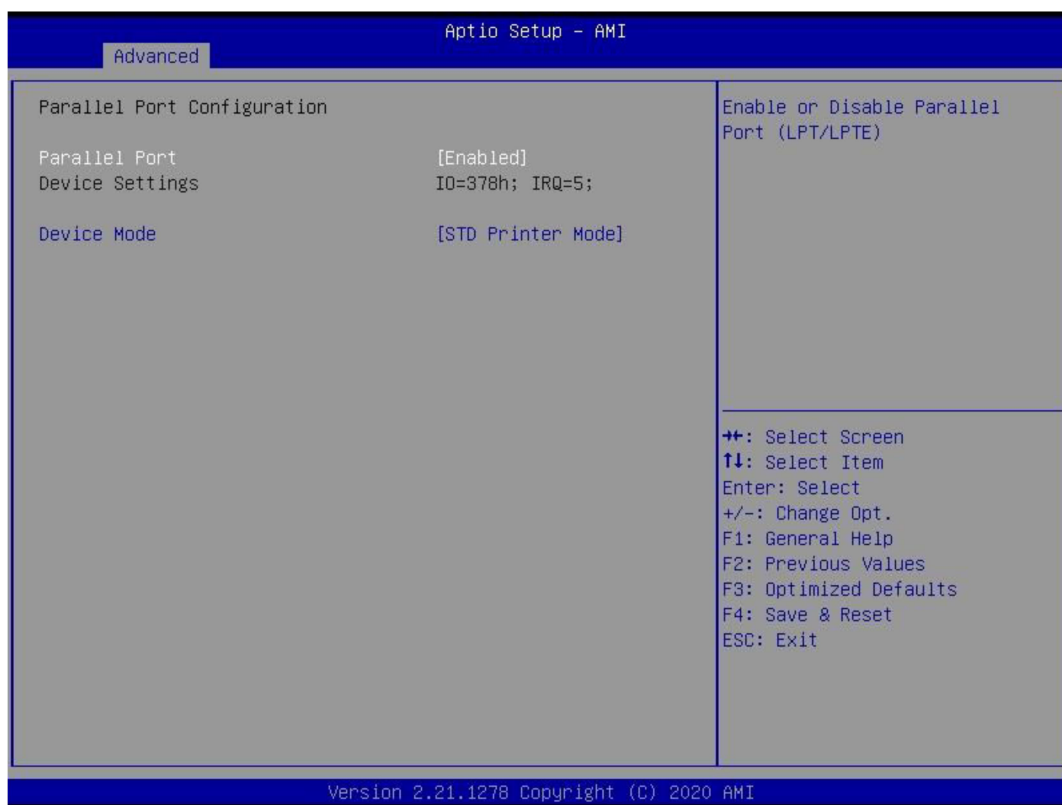 Aptio Setup - AMI
Advanced
Parallel Port Configuration
Parallel Port [Enabled]
Device Settings IO=378h; IRQ=5;
Device Mode [STD Printer Mode]
Enable or Disable Parallel
Port (LPT/LPTE)
→←: Select Screen
↑↓: Select Item
Enter: Select
+/-: Change Opt.
F1: General Help
F2: Previous Values
F3: Optimized Defaults
F4: Save & Reset
ESC: Exit
Version 2.21.1278 Copyright (C) 2020 AMI